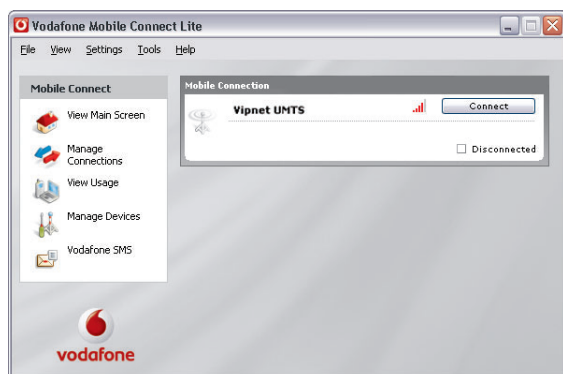 Vodafone Mobile Connect Lite
File View Settings Tools Help
Mobile Connect
View Main Screen
Manage
Connections
View Usage
Manage Devices
Vodafone SMS
vodafone
Mobile Connection
Vipnet UMTS
Connect
Disconnected